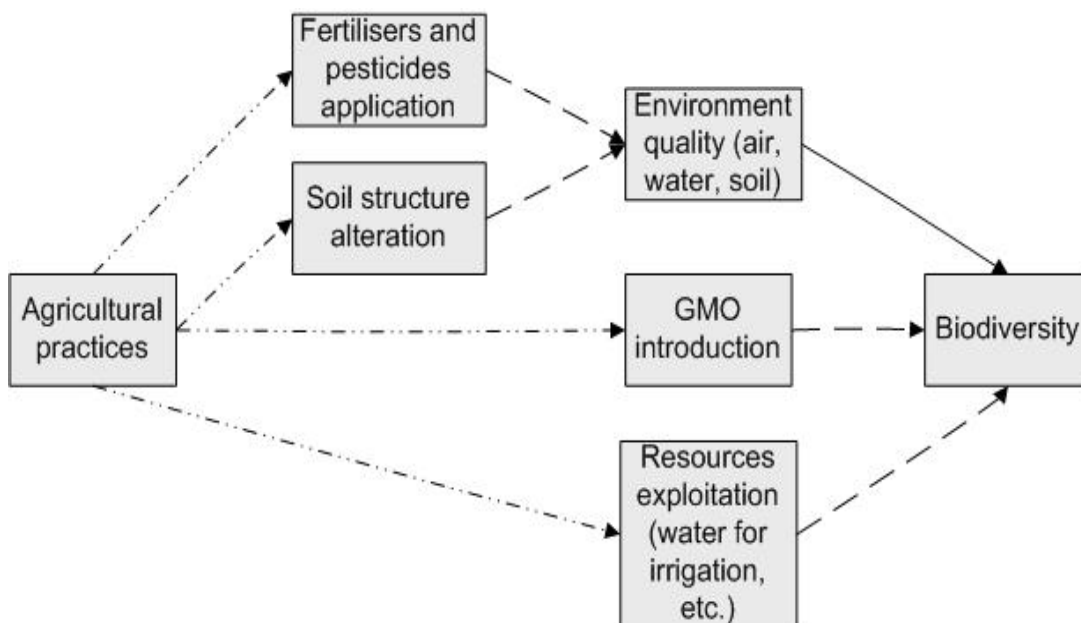 Fertilisers and
pesticides
application
Environment
quality (air,
water, soil)
Soil structure
alteration
Agricultural
practices
GMO
introduction
Biodiversity
Resources
exploitation
(water for
irrigation,
etc.)